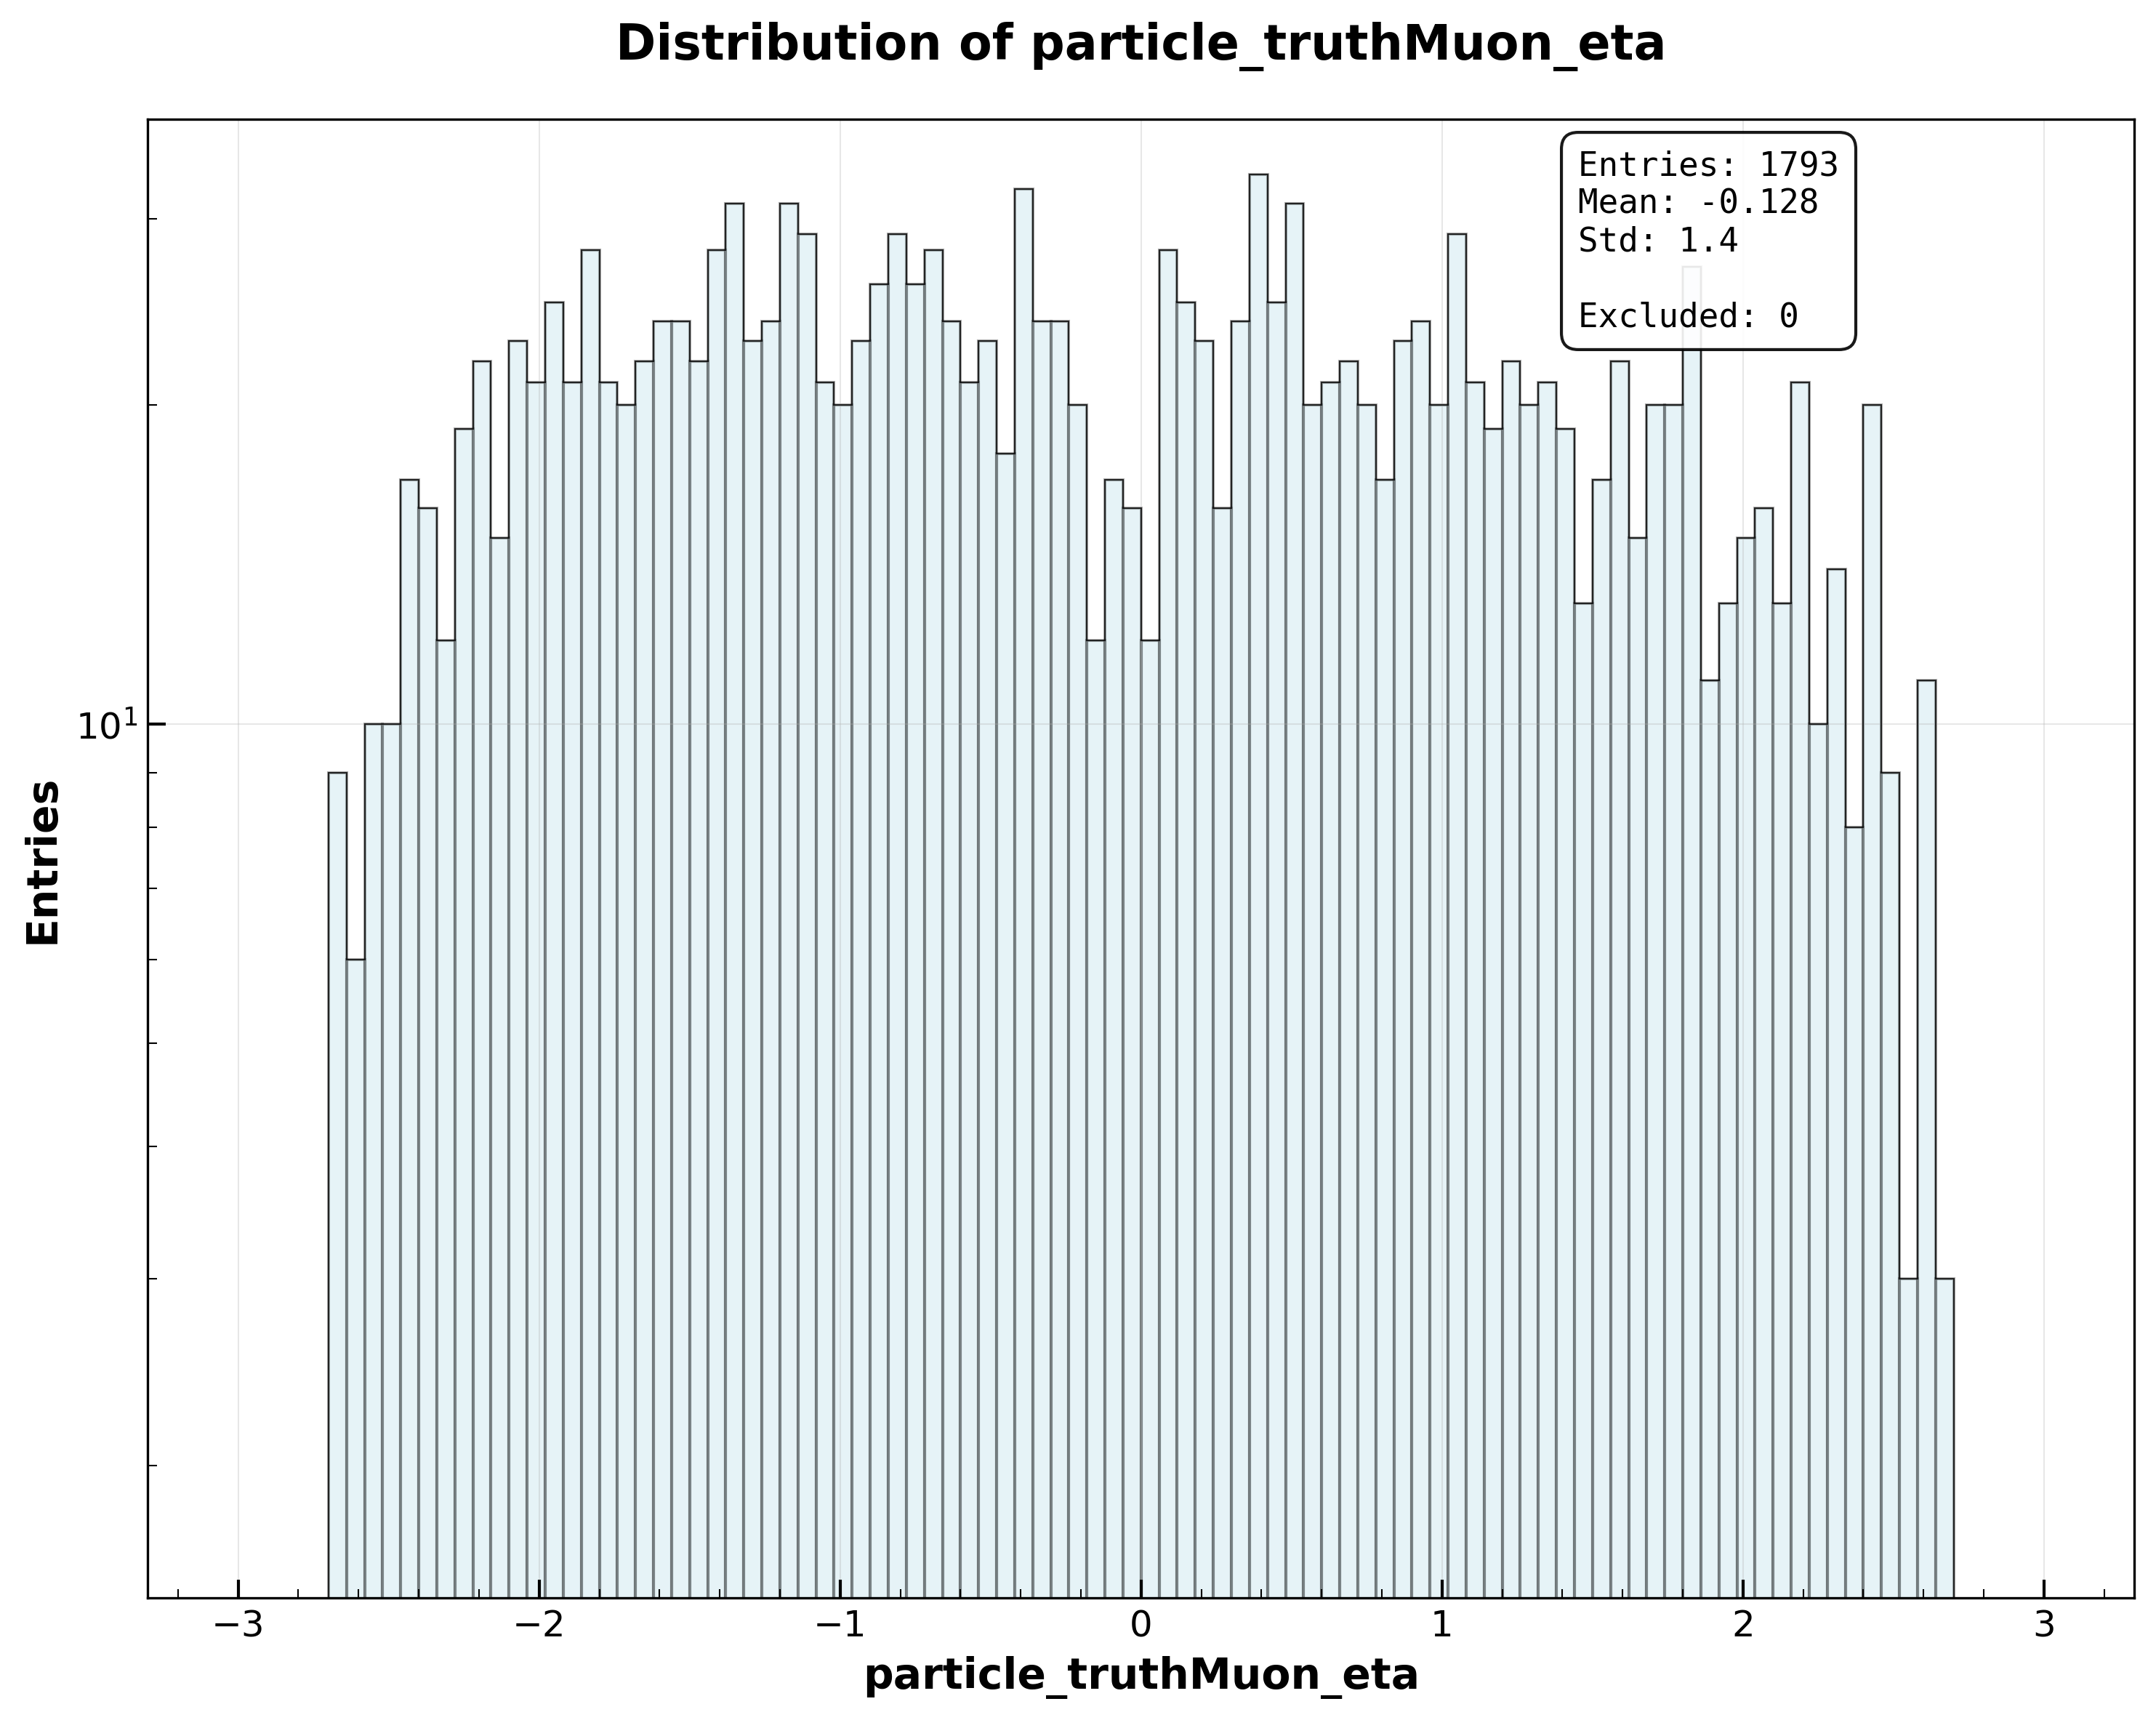 Distribution of particle_truthMuon_eta
Entries: 1793
Mean: -0.128
Std: 1.4
Excluded: 0
10¹
Entries
−3 −2 −1 0 1 2 3
particle_truthMuon_eta